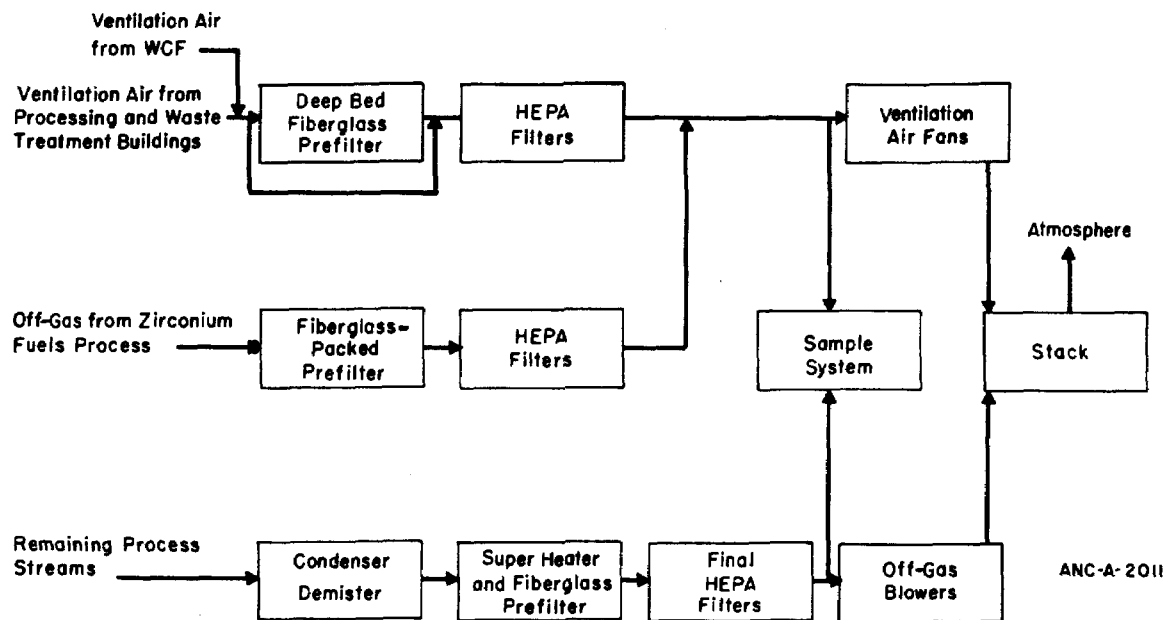 Ventilation Air
from WCF
Ventilation Air from
Processing and Waste
Treatment Buildings
Deep Bed
Fiberglass
Prefilter
HEPA
Filters
Ventilation
Air Fans
Atmosphere
Off-Gas from Zirconium
Fuels Process
Fiberglass-
Packed
Prefilter
HEPA
Filters
Sample
System
Stack
Remaining Process
Streams
Condenser
Demister
Super Heater
and Fiberglass
Prefilter
Final
HEPA
Filters
Off-Gas
Blowers
ANC-A-2011